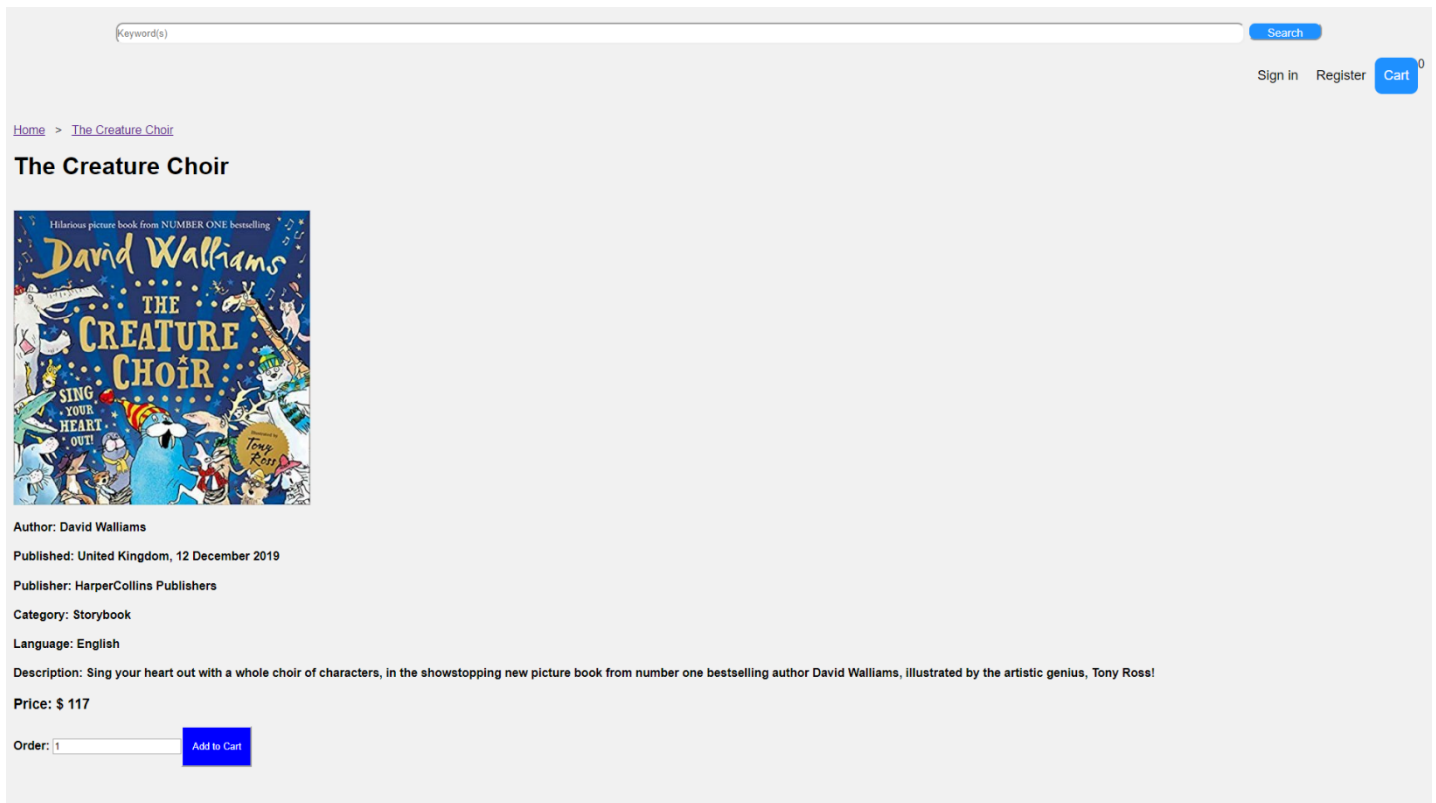 Keyword(s)
Search
Sign in Register Cart 0
Home > The Creature Choir
The Creature Choir
Hilarious picture book from NUMBER ONE bestselling
David Walliams
THE
CREATURE
CHOIR
SING
YOUR
HEART
OUT!
Illustrated by
Tony
Ross
Author: David Walliams
Published: United Kingdom, 12 December 2019
Publisher: HarperCollins Publishers
Category: Storybook
Language: English
Description: Sing your heart out with a whole choir of characters, in the showstopping new picture book from number one bestselling author David Walliams, illustrated by the artistic genius, Tony Ross!
Price: $ 117
Order: 1 Add to Cart